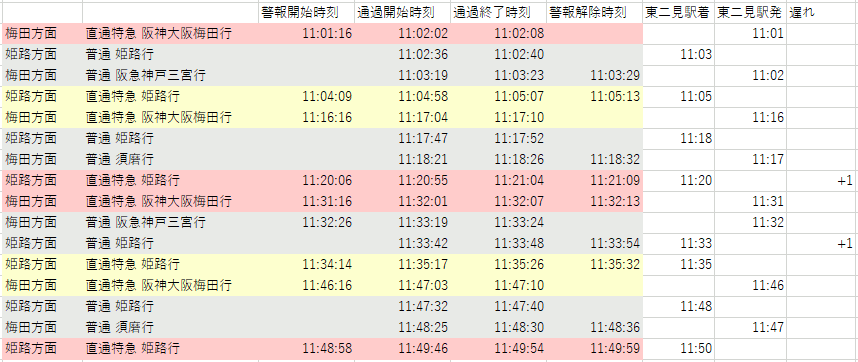 警報開始時刻 通過開始時刻 通過終了時刻 警報解除時刻 東二見駅着 東二見駅発 遅れ
梅田方面 直通特急 阪神大阪梅田行 11:01:16 11:02:02 11:02:08 11:01
姫路方面 普通 姫路行 11:02:36 11:02:40 11:03
梅田方面 普通 阪急神戸三宮行 11:03:19 11:03:23 11:03:29 11:02
姫路方面 直通特急 姫路行 11:04:09 11:04:58 11:05:07 11:05:13 11:05
梅田方面 直通特急 阪神大阪梅田行 11:16:16 11:17:04 11:17:10 11:16
姫路方面 普通 姫路行 11:17:47 11:17:52 11:18
梅田方面 普通 須磨行 11:18:21 11:18:26 11:18:32 11:17
姫路方面 直通特急 姫路行 11:20:06 11:20:55 11:21:04 11:21:09 11:20 +1
梅田方面 直通特急 阪神大阪梅田行 11:31:16 11:32:01 11:32:07 11:32:13 11:31
梅田方面 普通 阪急神戸三宮行 11:32:26 11:33:19 11:33:24 11:32
姫路方面 普通 姫路行 11:33:42 11:33:48 11:33:54 11:33 +1
姫路方面 直通特急 姫路行 11:34:14 11:35:17 11:35:26 11:35:32 11:35
梅田方面 直通特急 阪神大阪梅田行 11:46:16 11:47:03 11:47:10 11:46
姫路方面 普通 姫路行 11:47:32 11:47:40 11:48
梅田方面 普通 須磨行 11:48:25 11:48:30 11:48:36 11:47
姫路方面 直通特急 姫路行 11:48:58 11:49:46 11:49:54 11:49:59 11:50